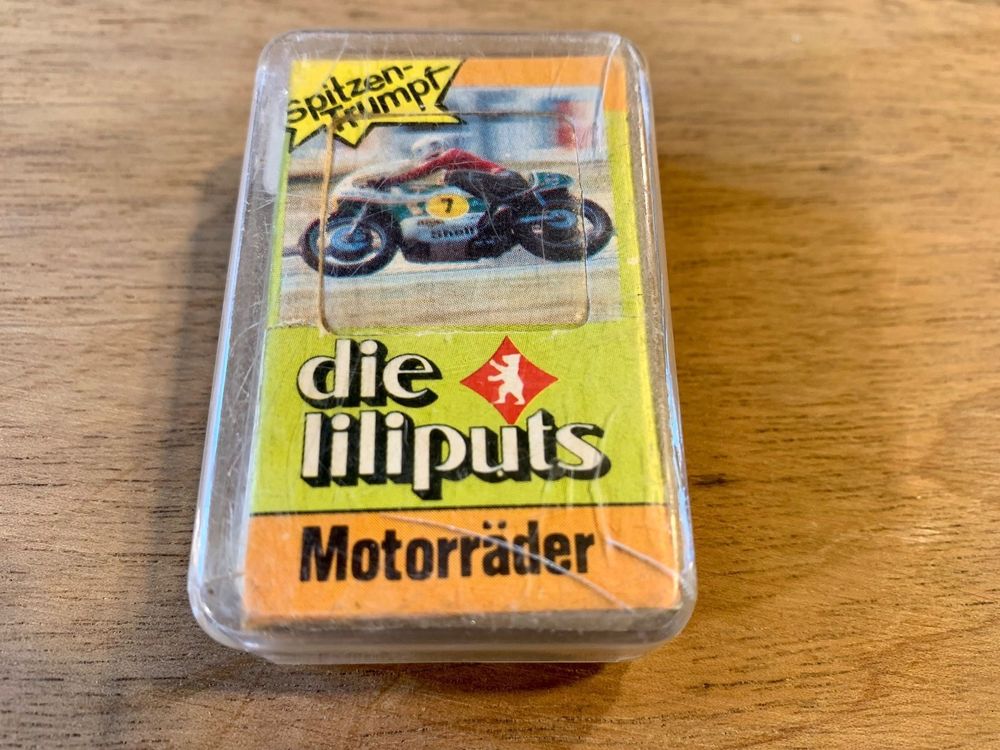 Spitzen-
Trumpf
7
Shell
die
liliputs
Motorräder